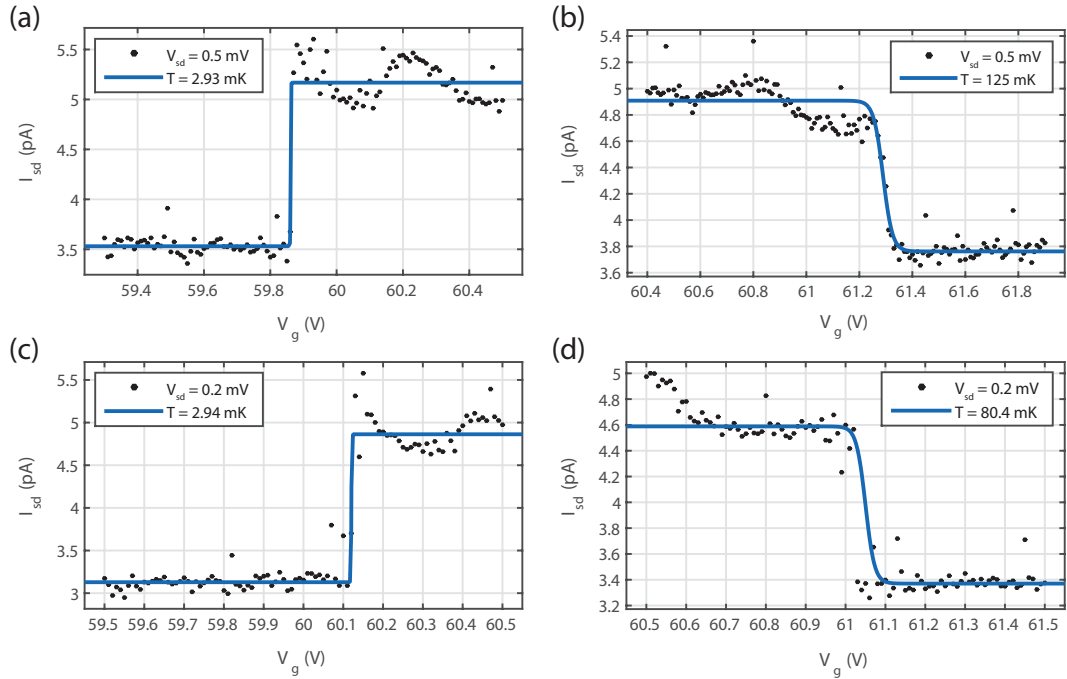 (a)
V_sd = 0.5 mV
T = 2.93 mK
5.5
5
4.5
4
3.5
I_sd (pA)
59.4 59.6 59.8 60 60.2 60.4
V_g (V)
(b)
V_sd = 0.5 mV
T = 125 mK
5.4
5.2
5
4.8
4.6
4.4
4.2
4
3.8
3.6
I_sd (pA)
60.4 60.6 60.8 61 61.2 61.4 61.6 61.8
V_g (V)
(c)
V_sd = 0.2 mV
T = 2.94 mK
5.5
5
4.5
4
3.5
3
I_sd (pA)
59.5 59.6 59.7 59.8 59.9 60 60.1 60.2 60.3 60.4 60.5
V_g (V)
(d)
V_sd = 0.2 mV
T = 80.4 mK
5
4.8
4.6
4.4
4.2
4
3.8
3.6
3.4
3.2
I_sd (pA)
60.5 60.6 60.7 60.8 60.9 61 61.1 61.2 61.3 61.4 61.5
V_g (V)